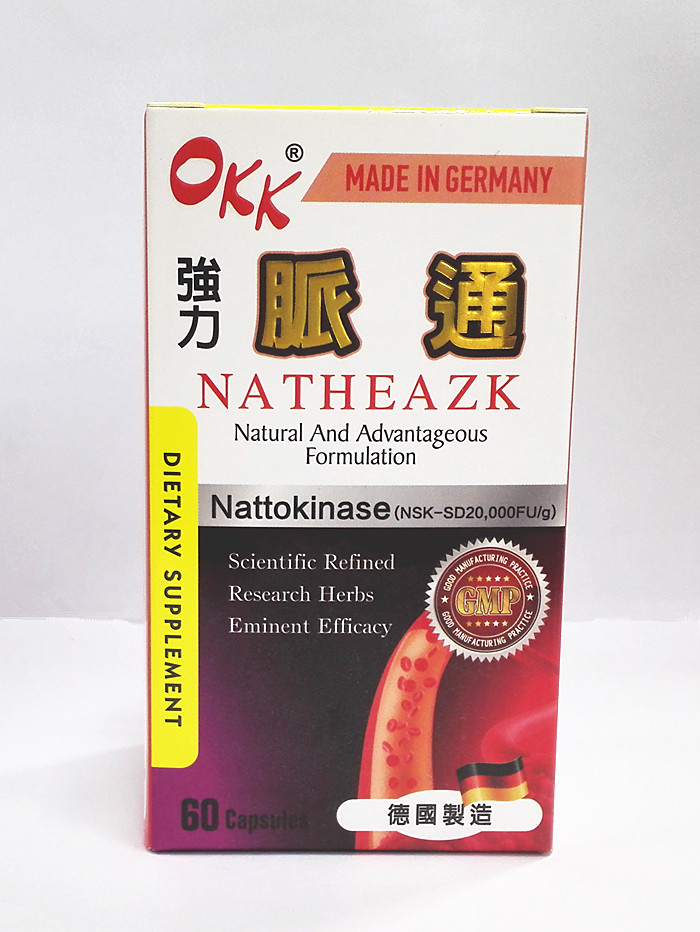 OKK®
MADE IN GERMANY
強力
脈通
NATHEAZK
Natural And Advantageous
Formulation
Nattokinase (NSK-SD20,000FU/g)
DIETARY SUPPLEMENT
Scientific Refined
Research Herbs
Eminent Efficacy
GOOD MANUFACTURING PRACTICE
GMP
GOOD MANUFACTURING PRACTICE
60 Capsules
德國製造